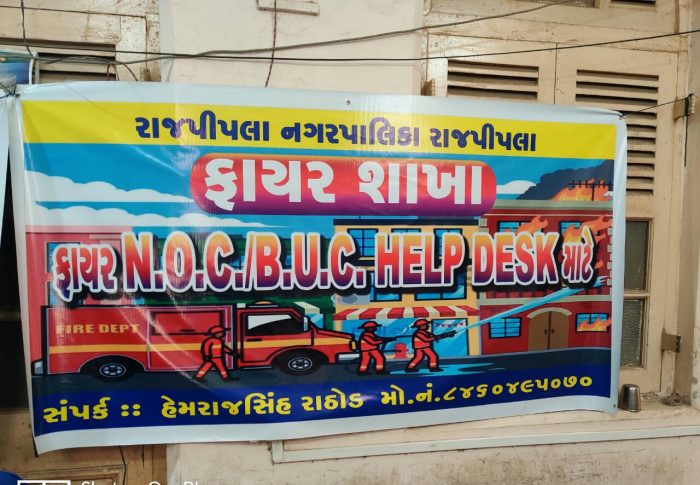 રાજપીપલા નગરપાલિકા રાજપીપલા
ફાયર શાખા
ફાયર N.O.C./B.U.C. HELP DESK માટે
FIRE DEPT
સંપર્ક :: હેમરાજસિંહ રાઠોડ મો.નં.૮૪૬૦૪૯૫૦૭૦